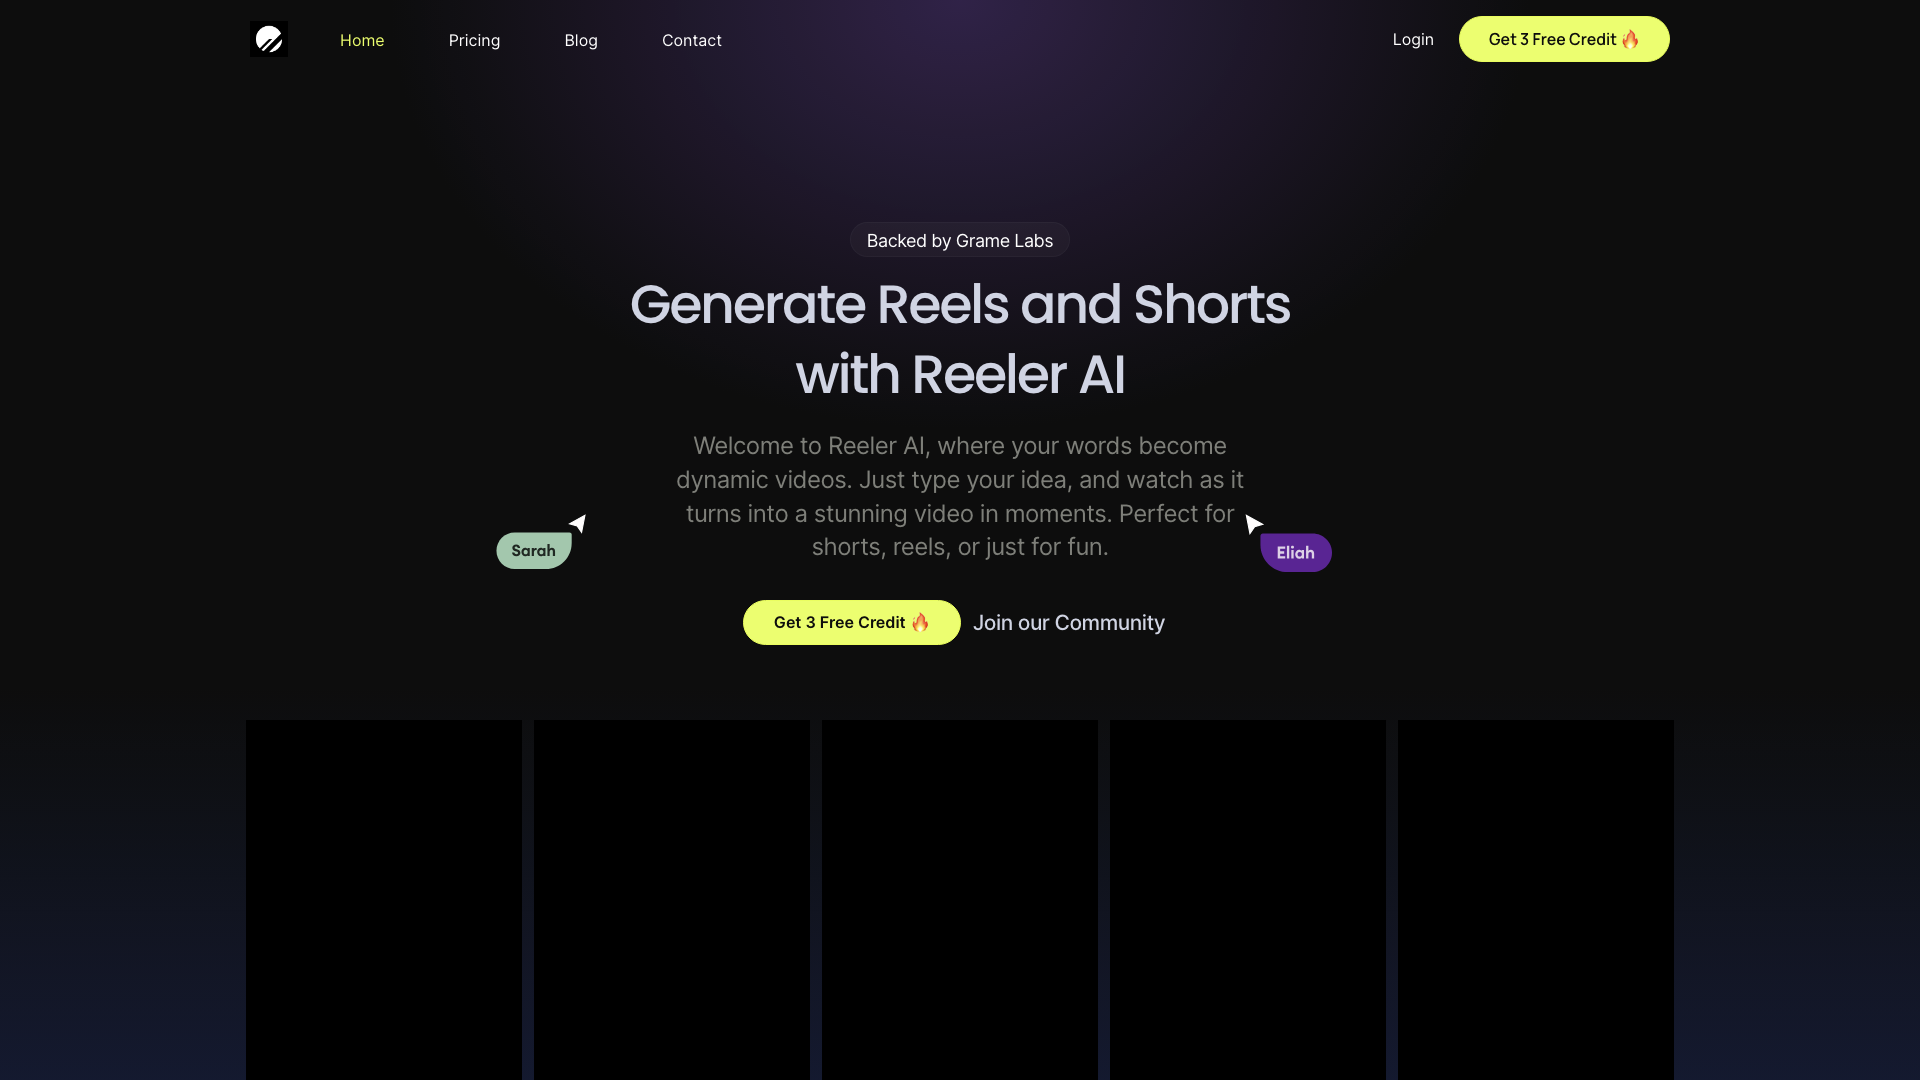 Home
Pricing
Blog
Contact
Login
Get 3 Free Credit 🔥
Backed by Grame Labs
Generate Reels and Shorts
with Reeler AI
Welcome to Reeler AI, where your words become
dynamic videos. Just type your idea, and watch as it
turns into a stunning video in moments. Perfect for
shorts, reels, or just for fun.
Sarah
Eliah
Get 3 Free Credit 🔥
Join our Community